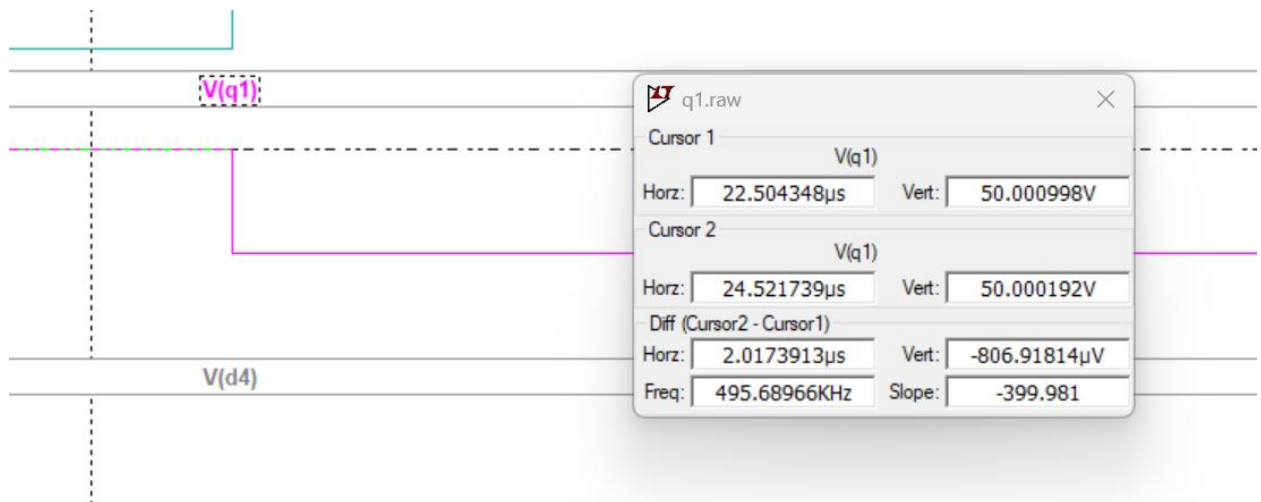 V(q1)
q1.raw
Cursor 1
V(q1)
Horz: 22.504348µs Vert: 50.000998V
Cursor 2
V(q1)
Horz: 24.521739µs Vert: 50.000192V
Diff (Cursor2 - Cursor1)
Horz: 2.0173913µs Vert: -806.91814µV
V(d4)
Freq: 495.68966KHz Slope: -399.981